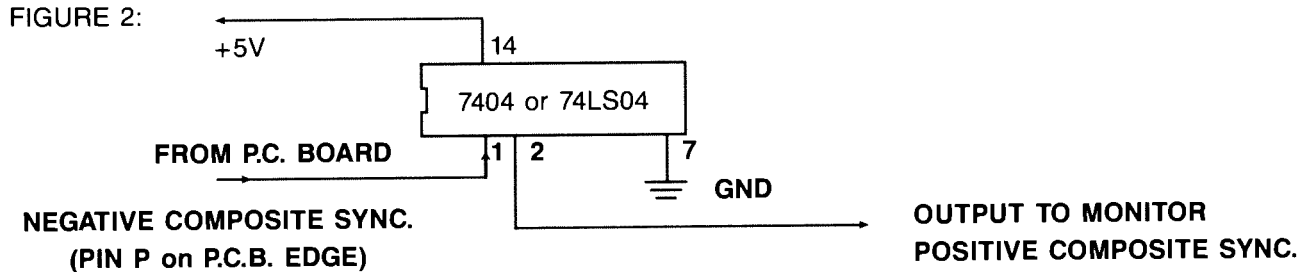 FIGURE 2:
+5V
14
7404 or 74LS04
FROM P.C. BOARD
1 2 7
GND
NEGATIVE COMPOSITE SYNC.
(PIN P on P.C.B. EDGE)
OUTPUT TO MONITOR
POSITIVE COMPOSITE SYNC.